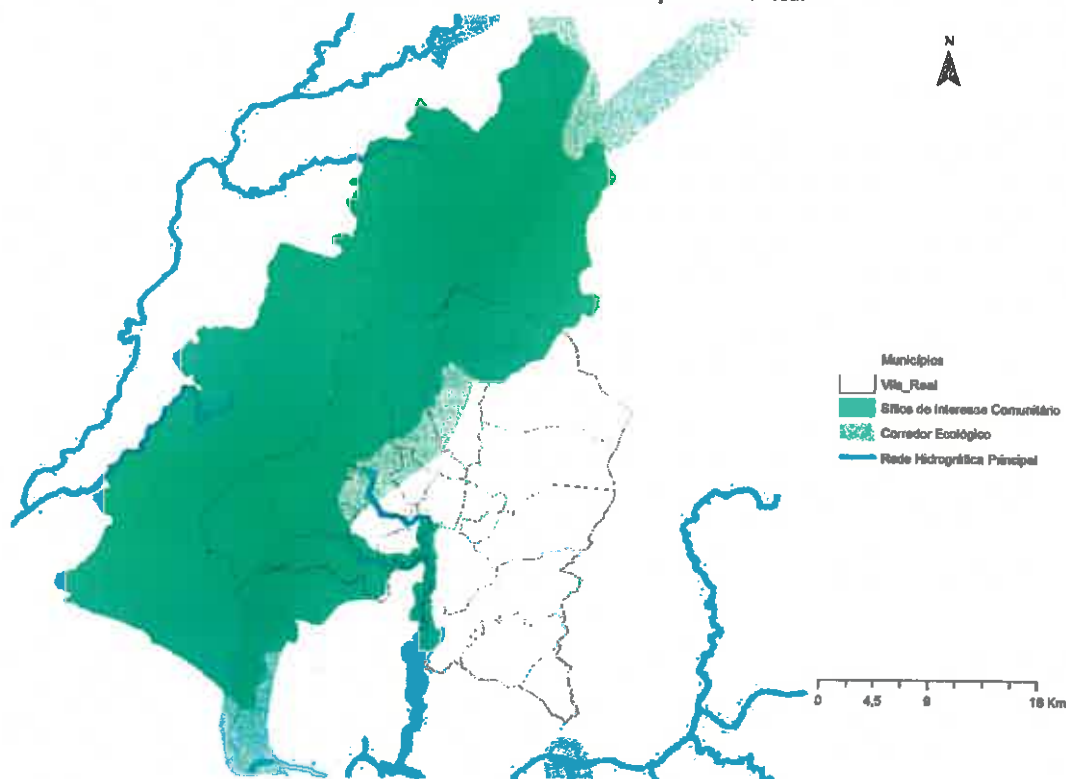 N
Municípios
Vila_Real
Sítios de Interesse Comunitário
Corredor Ecológico
Rede Hidrográfica Principal
0 4,5 9 18 Km